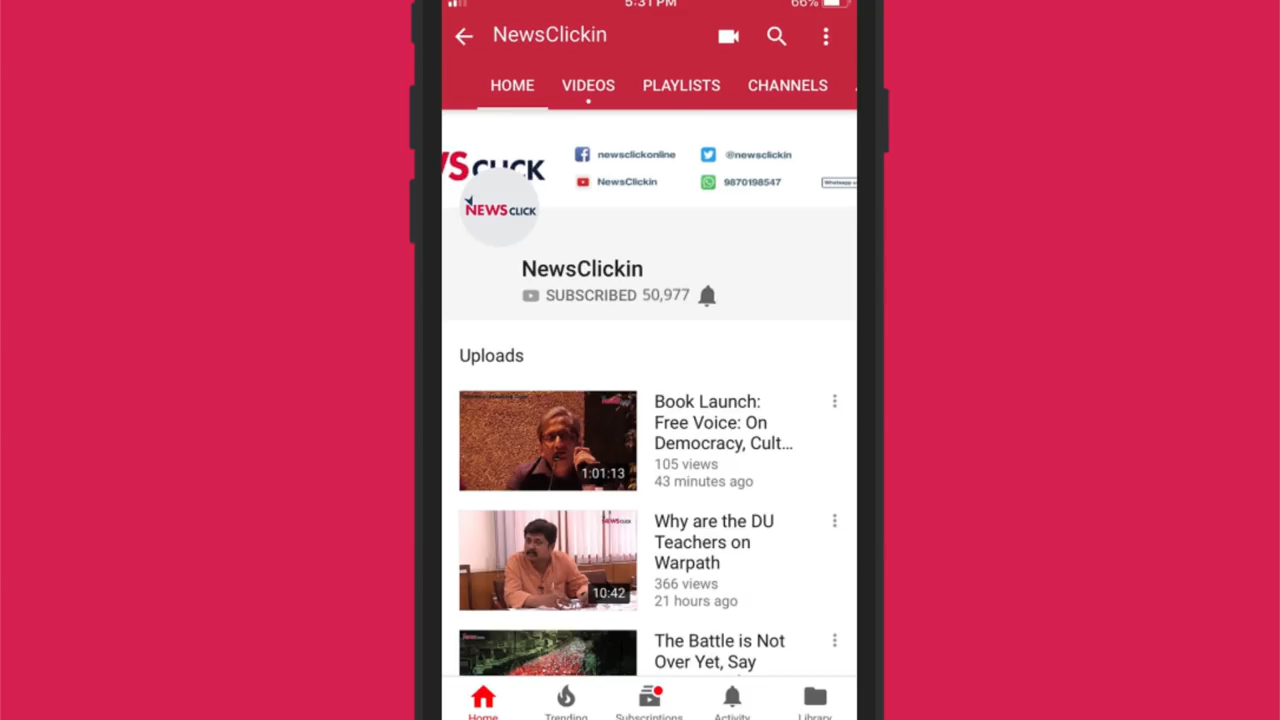 5:31 PM
66%
NewsClickin
HOME VIDEOS PLAYLISTS CHANNELS
WS CLICK
newsclickonline
@newsclickin
NewsClickin
9870198547
NEWSCLICK
NewsClickin
SUBSCRIBED 50,977
Uploads
Book Launch:
Free Voice: On
Democracy, Cult...
105 views
43 minutes ago
1:01:13
Why are the DU
Teachers on
Warpath
366 views
21 hours ago
NEWSCLICK
10:42
The Battle is Not
Over Yet, Say
Home Trending Subscriptions Activity Library